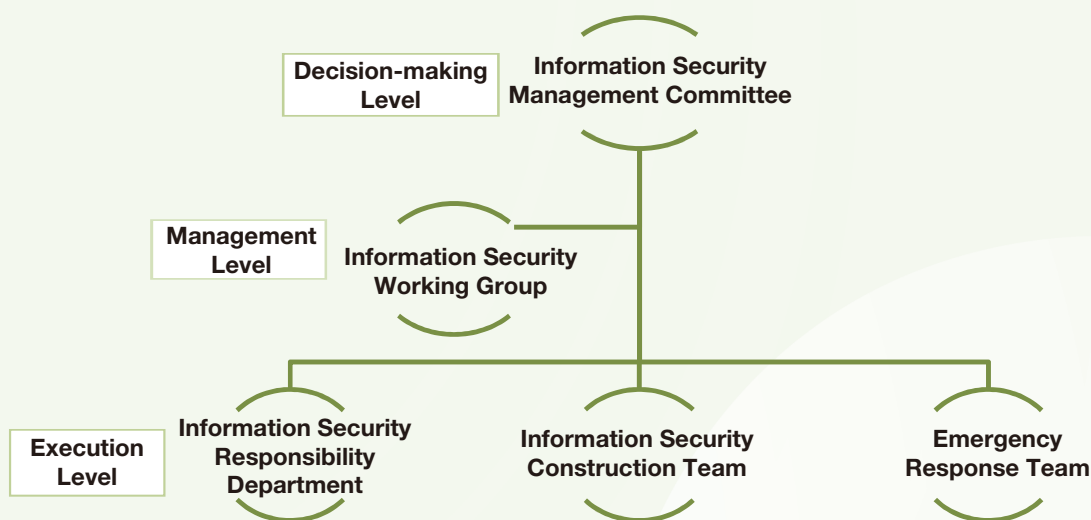 Decision-making
Level
Information Security
Management Committee
Management
Level
Information Security
Working Group
Execution
Level
Information Security
Responsibility
Department
Information Security
Construction Team
Emergency
Response Team